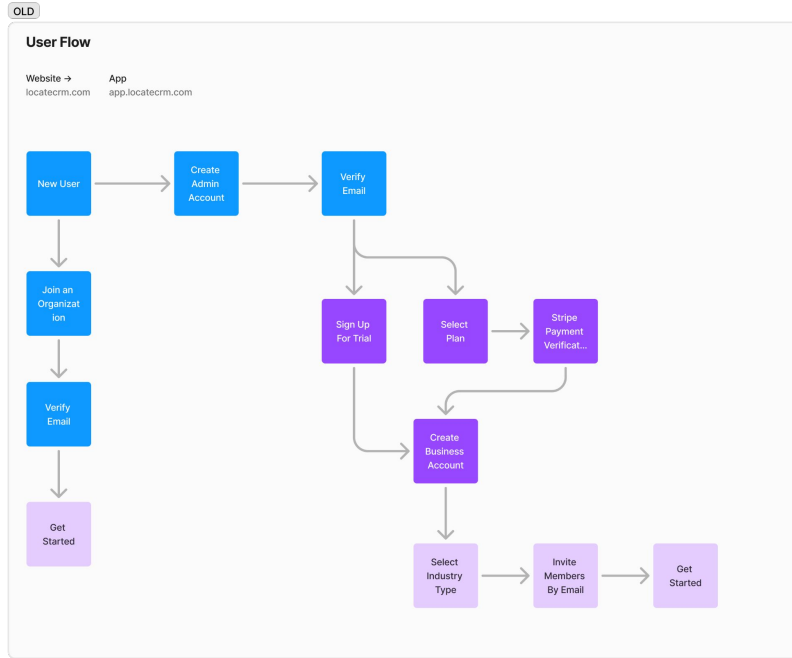 OLD
User Flow
Website → App
locatecrm.com app.locatecrm.com
New User
Create
Admin
Account
Verify
Email
Join an
Organizat
ion
Sign Up
For Trial
Select
Plan
Stripe
Payment
Verificat...
Verify
Email
Create
Business
Account
Get
Started
Select
Industry
Type
Invite
Members
By Email
Get
Started